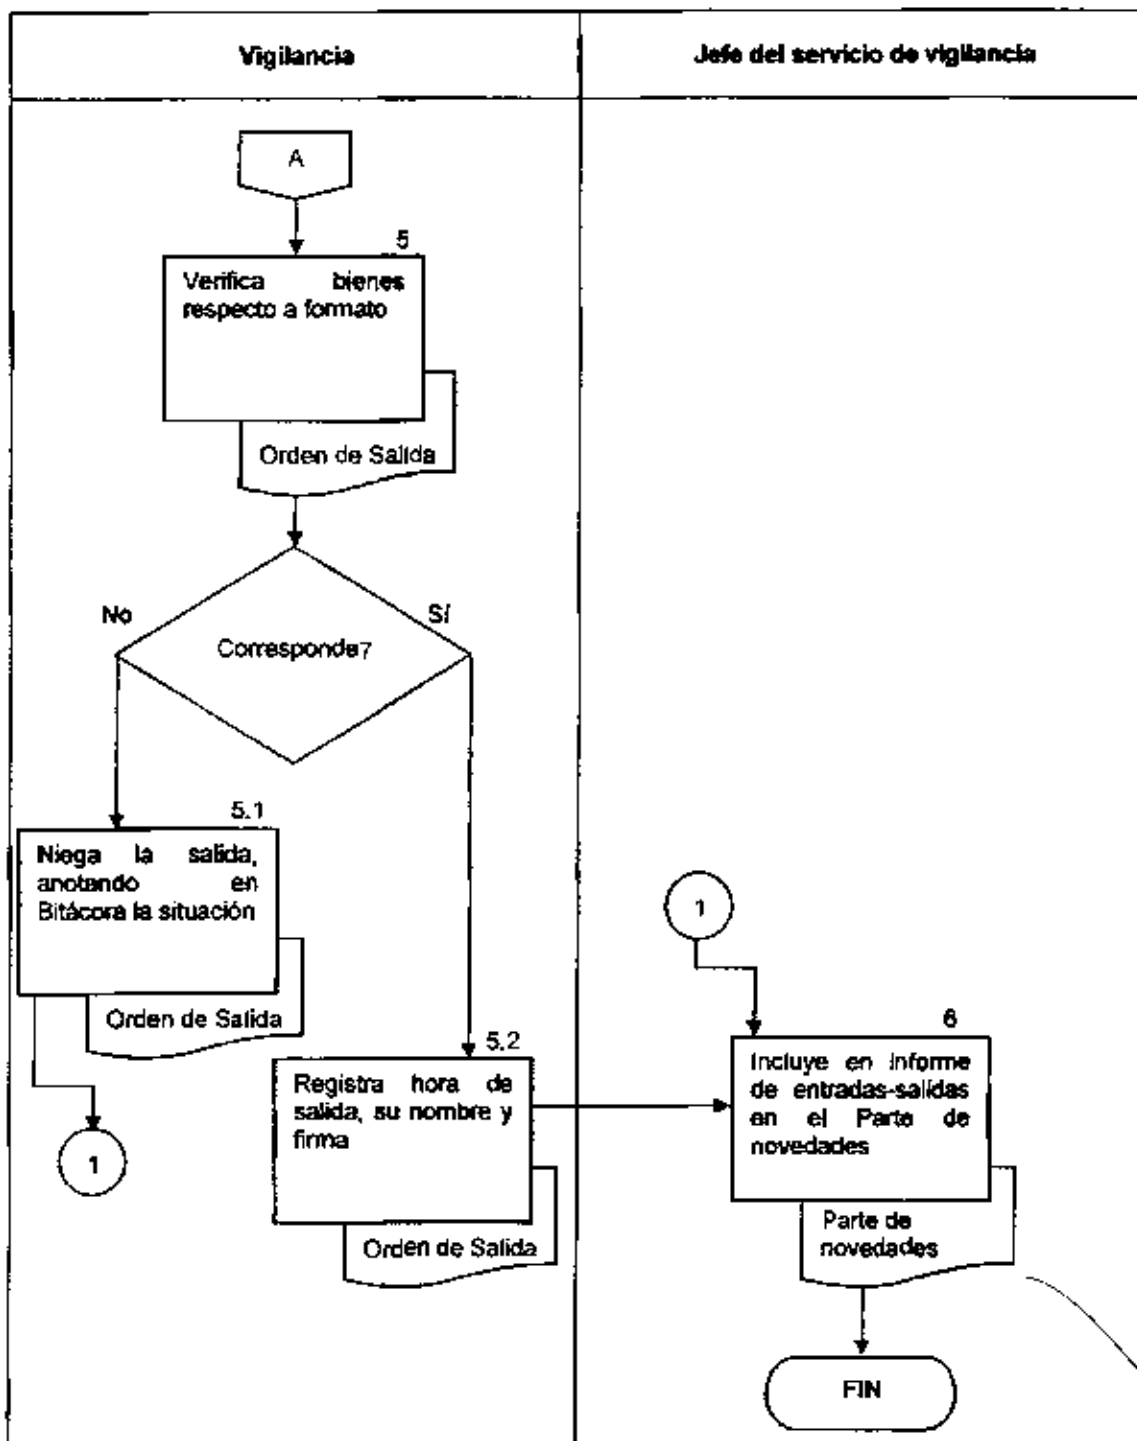 Vigilancia
Jefe del servicio de vigilancia
A
5
Verifica bienes
respecto a formato
Orden de Salida
No
Sí
Corresponde?
5.1
Niega la salida,
anotando en
Bitácora la situación
Orden de Salida
1
5.2
Registra hora de
salida, su nombre y
firma
Orden de Salida
1
6
Incluye en informe
de entradas-salidas
en el Parte de
novedades
Parte de
novedades
FIN